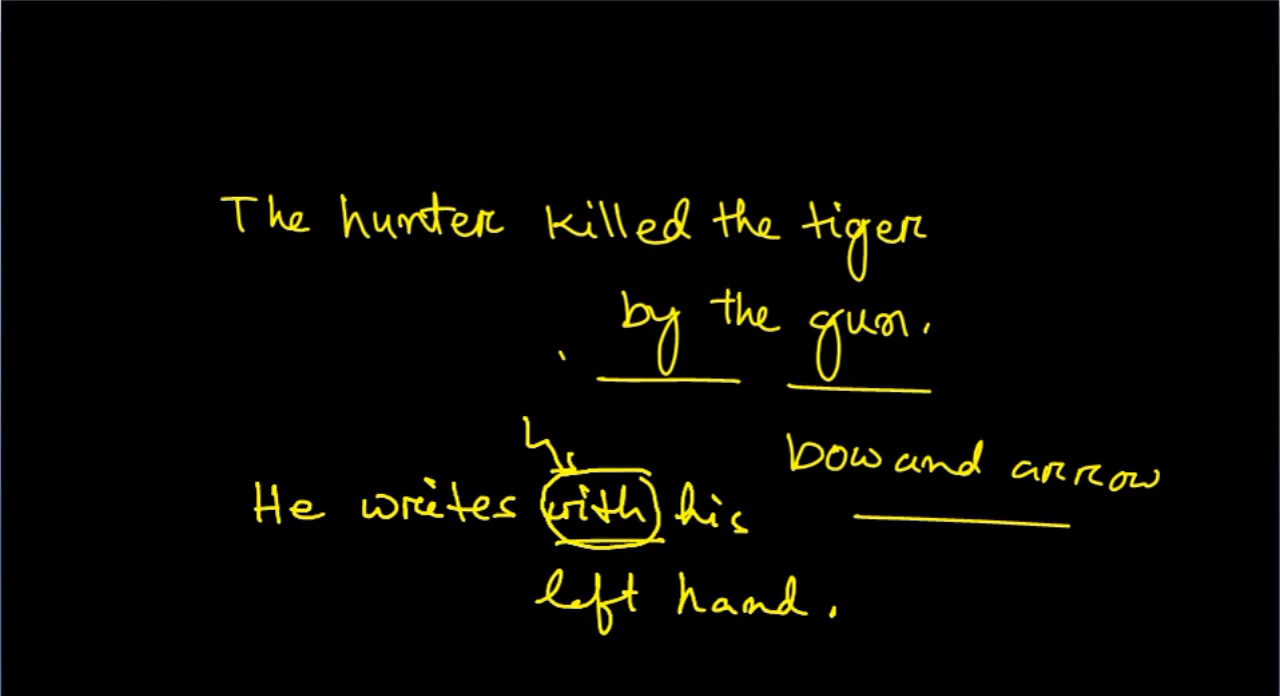 The hunter killed the tiger
by the gun.
bow and arrow
He writes with his
left hand.